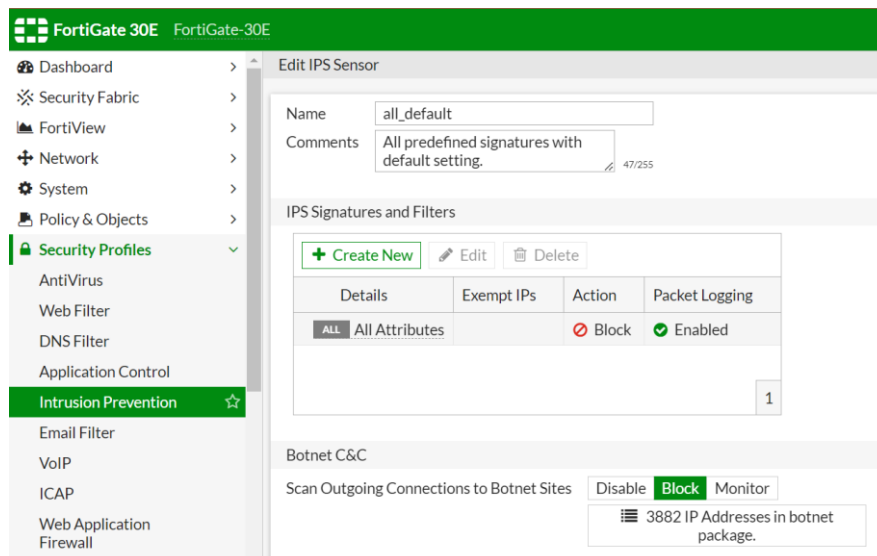 FortiGate 30E FortiGate-30E
Dashboard
Security Fabric
FortiView
Network
System
Policy & Objects
Security Profiles
AntiVirus
Web Filter
DNS Filter
Application Control
Intrusion Prevention
Email Filter
VoIP
ICAP
Web Application
Firewall
Edit IPS Sensor
Name all_default
Comments All predefined signatures with
default setting.
47/255
IPS Signatures and Filters
Create New Edit Delete
Details Exempt IPs Action Packet Logging
ALL All Attributes Block Enabled
1
Botnet C&C
Scan Outgoing Connections to Botnet Sites Disable Block Monitor
3882 IP Addresses in botnet
package.